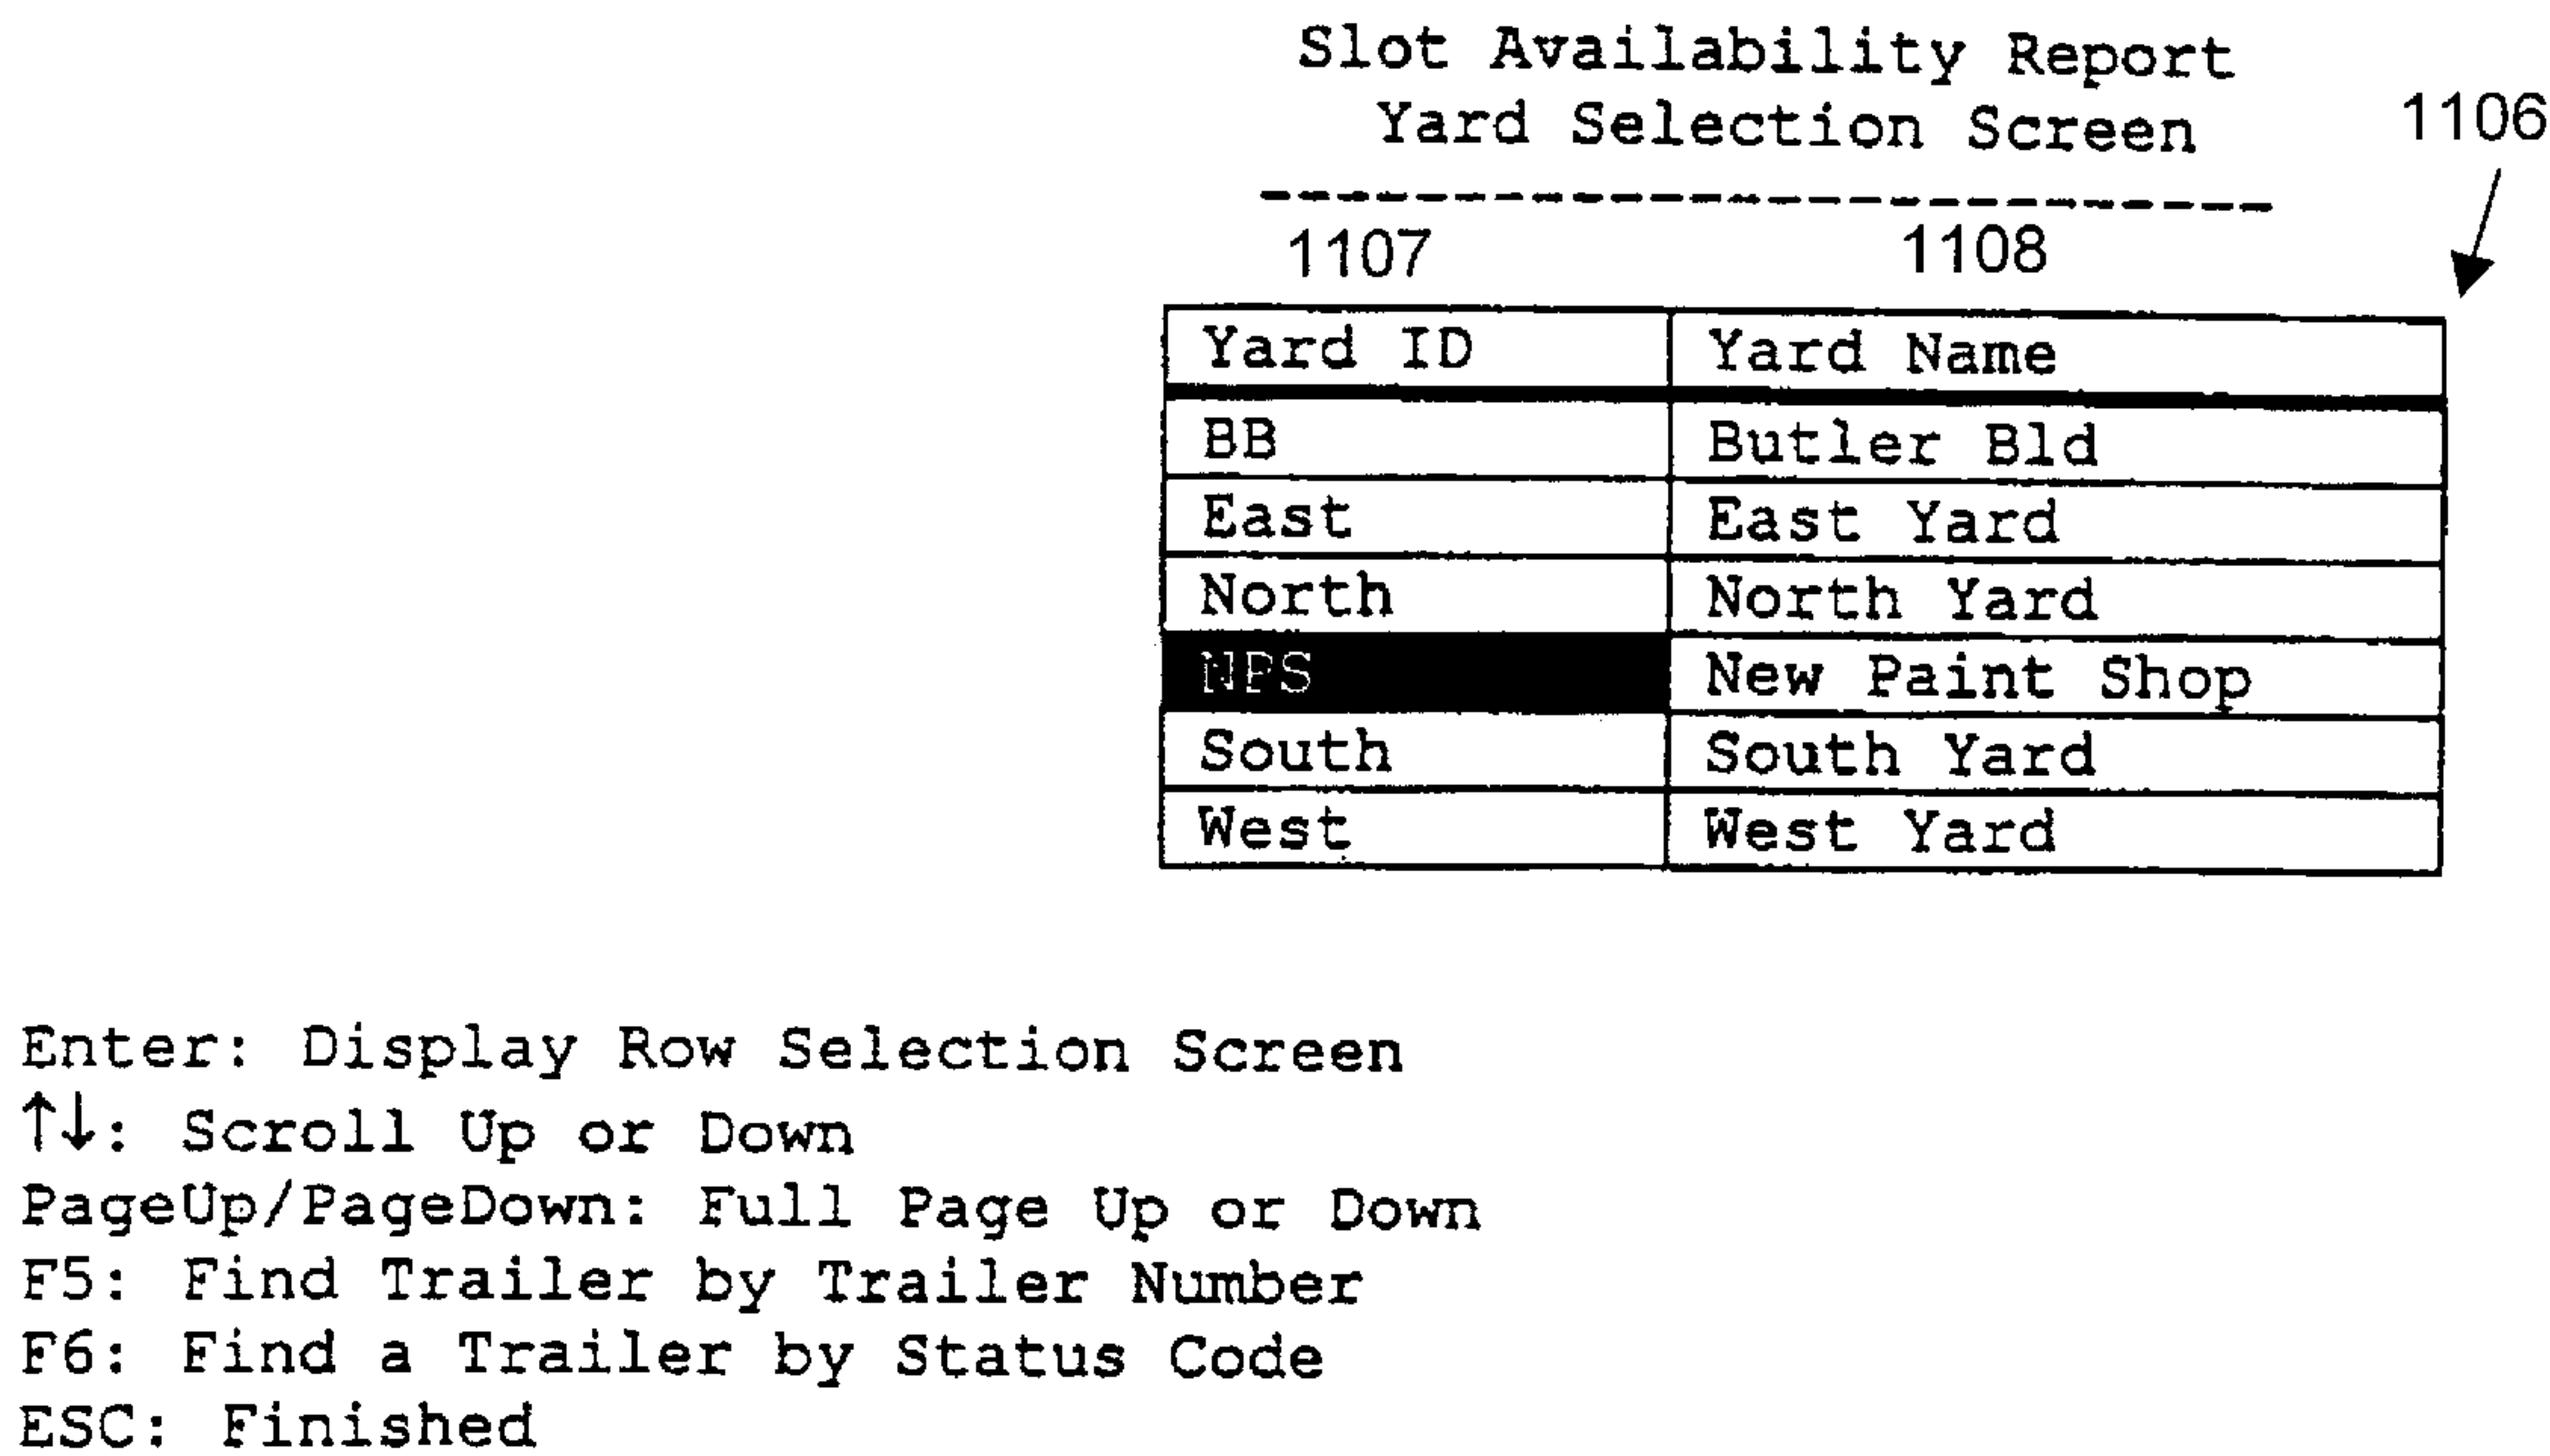 Slot Availability Report
Yard Selection Screen
1106
--------------------------
1107 1108
Yard ID Yard Name
BB Butler Bld
East East Yard
North North Yard
NPS New Paint Shop
South South Yard
West West Yard
Enter: Display Row Selection Screen
↑↓: Scroll Up or Down
PageUp/PageDown: Full Page Up or Down
F5: Find Trailer by Trailer Number
F6: Find a Trailer by Status Code
ESC: Finished